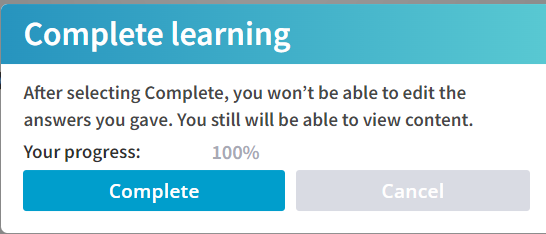 Complete learning
After selecting Complete, you won’t be able to edit the
answers you gave. You still will be able to view content.
Your progress: 100%
Complete Cancel